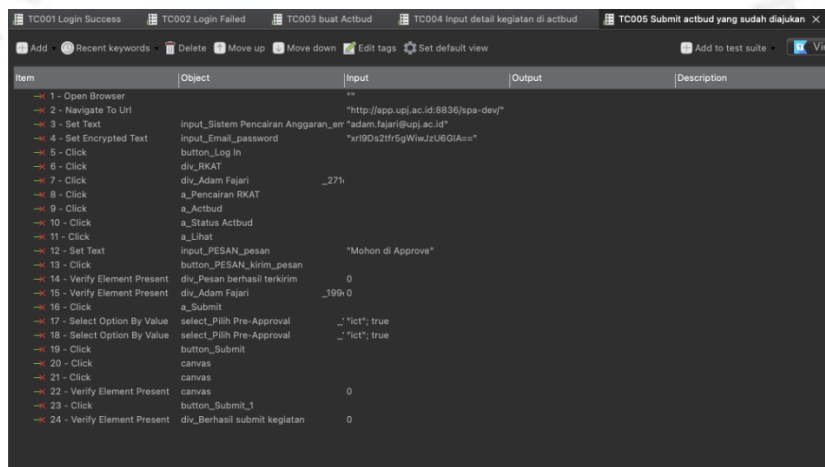 TC001 Login Success TC002 Login Failed TC003 buat Actbud TC004 Input detail kegiatan di actbud TC005 Submit actbud yang sudah diajukan
Add Recent keywords Delete Move up Move down Edit tags Set default view Add to test suite
Item Object Input Output Description
1 - Open Browser ""
2 - Navigate To Url "http://app.upj.ac.id:8836/spa-dev/"
3 - Set Text input_Sistem Pencairan Anggaran_em "adam.fajari@upj.ac.id"
4 - Set Encrypted Text input_Email_password
5 - Click button_Log In
6 - Click div_RKAT
7 - Click div_Adam Fajari _271
8 - Click a_Pencairan RKAT
9 - Click a_Actbud
10 - Click a_Status Actbud
11 - Click a_Lihat
12 - Set Text input_PESAN_pesan "Mohon di Approve"
13 - Click button_PESAN_kirim_pesan
14 - Verify Element Present div_Pesan berhasil terkirim 0
15 - Verify Element Present div_Adam Fajari _199 0
16 - Click a_Submit
17 - Select Option By Value select_Pilih Pre-Approval "ict"; true
18 - Select Option By Value select_Pilih Pre-Approval "ict"; true
19 - Click button_Submit
20 - Click canvas
21 - Click canvas
22 - Verify Element Present canvas 0
23 - Click button_Submit_1
24 - Verify Element Present div_Berhasil submit kegiatan 0